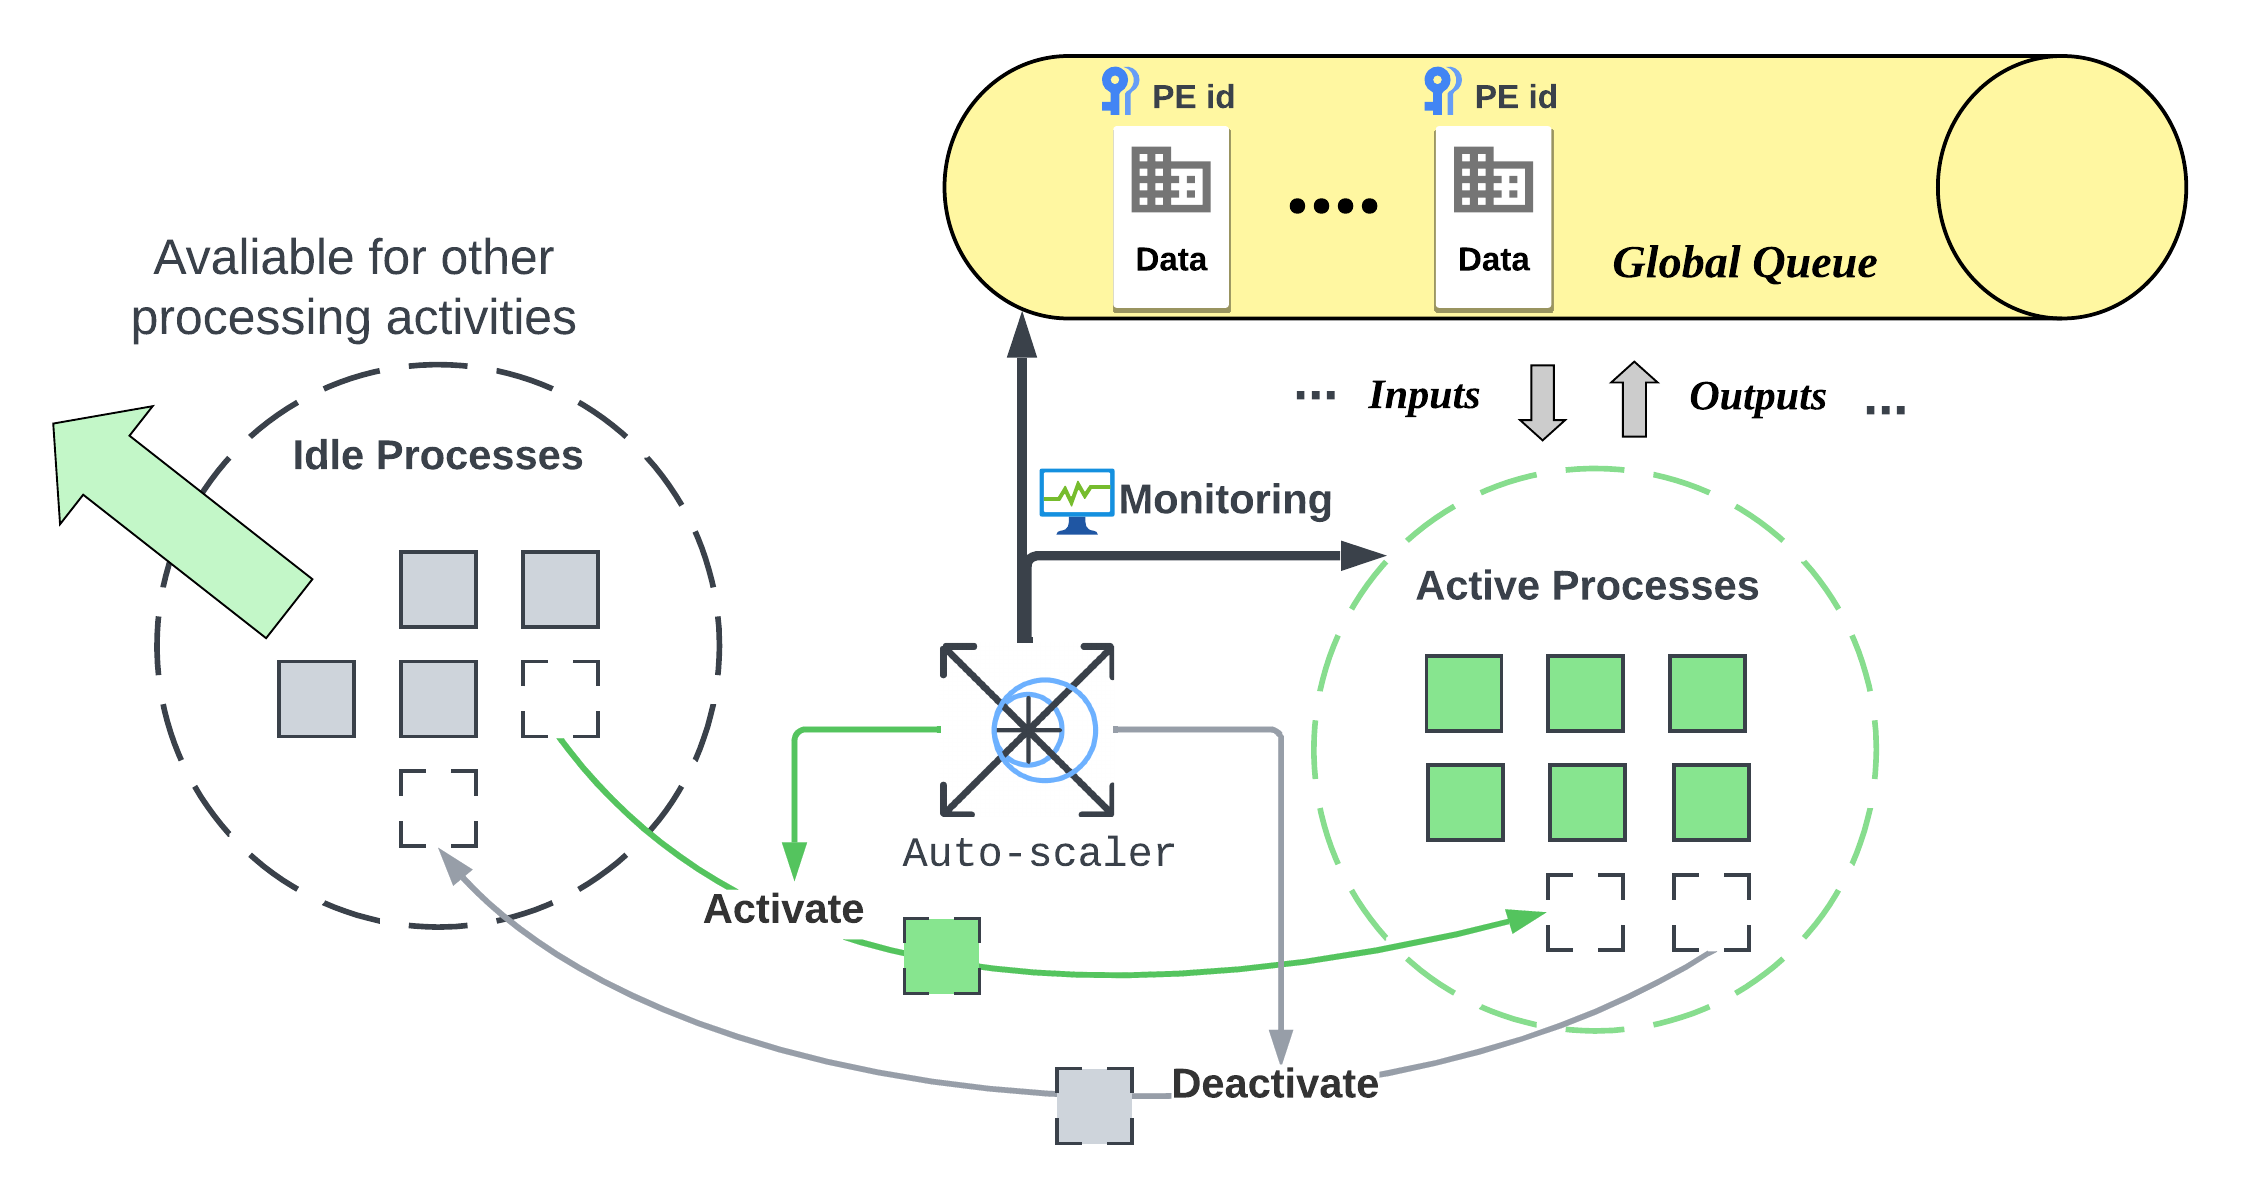 PE id
PE id
Data
Data
Global Queue
Avaliable for other
processing activities
... Inputs
Outputs ...
Idle Processes
Monitoring
Active Processes
Auto-scaler
Activate
Deactivate